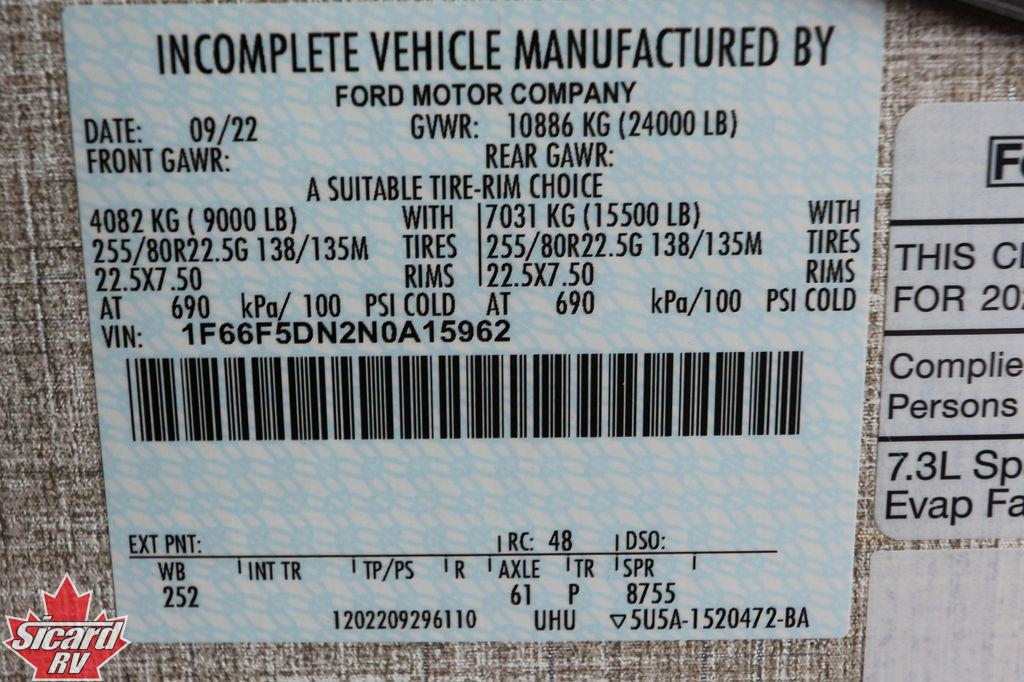 INCOMPLETE VEHICLE MANUFACTURED BY
FORD MOTOR COMPANY
DATE: 09/22 GVWR: 10886 KG (24000 LB)
FRONT GAWR: REAR GAWR:
A SUITABLE TIRE-RIM CHOICE
4082 KG ( 9000 LB) WITH 7031 KG (15500 LB) WITH
255/80R22.5G 138/135M TIRES 255/80R22.5G 138/135M TIRES
22.5X7.50 RIMS 22.5X7.50 RIMS
AT 690 kPa/ 100 PSI COLD AT 690 kPa/100 PSI COLD
VIN: 1F66F5DN2N0A15962
EXT PNT: RC: 48 DSO:
WB INT TR TP/PS R AXLE TR SPR
252 61 P 8755
1202209296110 UHU ▽5U5A-1520472-BA
THIS
FOR
Persons
7.3L
Evap
Sicard
RV